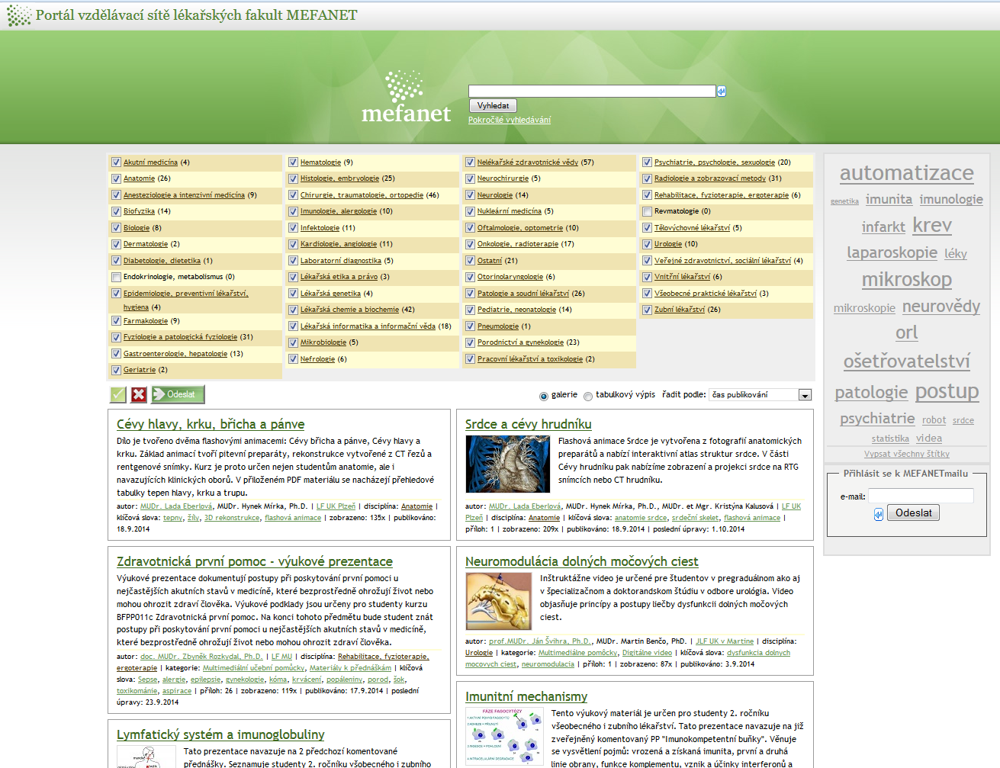 Portál vzdělávací sítě lékařských fakult MEFANET
mefanet
Vyhledat
Pokročilé vyhledávání
Akutní medicína (4)
Anatomie (26)
Anesteziologie a intenzivní medicína (9)
Biofyzika (14)
Biologie (8)
Dermatologie (2)
Diabetologie, dietetika (1)
Endokrinologie, metabolismus (0)
Epidemiologie, preventivní lékařství,
hygiena (4)
Farmakologie (9)
Fyziologie a patologická fyziologie (31)
Gastroenterologie, hepatologie (13)
Geriatrie (2)
Hematologie (9)
Histologie, embryologie (25)
Chirurgie, traumatologie, ortopedie (46)
Imunologie, alergologie (10)
Infektologie (11)
Kardiologie, angiologie (11)
Laboratorní diagnostika (5)
Lékařská etika a právo (3)
Lékařská genetika (4)
Lékařská chemie a biochemie (42)
Lékařská informatika a informační věda (18)
Mikrobiologie (5)
Nefrologie (6)
Nelékařské zdravotnické vědy (57)
Neurochirurgie (5)
Neurologie (14)
Nukleární medicína (5)
Oftalmologie, optometrie (10)
Onkologie, radioterapie (17)
Ostatní (21)
Otorinolaryngologie (6)
Patologie a soudní lékařství (26)
Pediatrie, neonatologie (14)
Pneumologie (1)
Porodnictví a gynekologie (23)
Pracovní lékařství a toxikologie (2)
Psychiatrie, psychologie, sexuologie (20)
Radiologie a zobrazovací metody (31)
Rehabilitace, fyzioterapie, ergoterapie (6)
Revmatologie (0)
Tělovýchovné lékařství (5)
Urologie (10)
Veřejné zdravotnictví, sociální lékařství (4)
Vnitřní lékařství (6)
Všeobecné praktické lékařství (3)
Zubní lékařství (26)
automatizace
genetika imunita imunologie
infarkt krev
laparoskopie léky
mikroskop
mikroskopie neurovědy
orl
ošetřovatelství
patologie postup
psychiatrie robot srdce
statistika videa
Vypsat všechny štítky
Přihlásit se k MEFANETmailu
e-mail:
Odeslat
Odeslat
galerie tabulkový výpis řadit podle: čas publikování
Cévy hlavy, krku, břicha a pánve
Dílo je tvořeno dvěma flashovými animacemi: Cévy břicha a pánve, Cévy hlavy a
krku. Základ animací tvoří pitevní preparáty, rekonstrukce vytvořené z CT řezů a
rentgenové snímky. Kurz je proto určen nejen studentům anatomie, ale i
navazujících klinických oborů. V přiloženém PDF materiálu se nacházejí přehledové
tabulky tepen hlavy, krku a trupu.
autor: MUDr. Lada Eberlová, MUDr. Hynek Mírka, Ph.D. | LF UK Plzeň | disciplína: Anatomie |
klíčová slova: tepny, žíly, 3D rekonstrukce, flashová animace | zobrazeno: 135x | publikováno:
18.9.2014
Srdce a cévy hrudníku
Flashová animace Srdce je vytvořena z fotografií anatomických
preparátů a nabízí interaktivní atlas struktur srdce. V části
Cévy hrudníku pak nabízíme zobrazení a projekci srdce na RTG
snímcích nebo CT hrudníku.
autor: MUDr. Lada Eberlová, MUDr. Hynek Mírka, Ph.D., MUDr. et Mgr. Kristýna Kalusová | LF UK
Plzeň | disciplína: Anatomie | klíčová slova: anatomie srdce, srdeční skelet, flashová animace |
příloh: 1 | zobrazeno: 209x | publikováno: 18.9.2014 | poslední úpravy: 1.10.2014
Zdravotnická první pomoc - výukové prezentace
Výukové prezentace dokumentují postupy při poskytování první pomoci u
nejčastějších akutních stavů v medicíně, které bezprostředně ohrožují život nebo
mohou ohrozit zdraví člověka. Výukové podklady jsou určeny pro studenty kurzu
BFPP011c Zdravotnická první pomoc. Na konci tohoto předmětu bude student znát
postupy při poskytování první pomoci u nejčastějších akutních stavů v medicíně,
které bezprostředně ohrožují život nebo mohou ohrozit zdraví člověka.
autor: doc. MUDr. Zbyněk Rozkydal, Ph.D. | LF MU | disciplína: Rehabilitace, fyzioterapie,
ergoterapie | kategorie: Multimediální učební pomůcky, Materiály k přednáškám | klíčová
slova: Sepse, alergie, epilepsie, gynekologie, kóma, krvácení, popáleniny, porod, šok,
toxikománie, aspirace | příloh: 26 | zobrazeno: 119x | publikováno: 17.9.2014 | poslední
úpravy: 23.9.2014
Neuromodulácia dolných močových ciest
Inštruktážne video je určené pre študentov v pregraduálnom ako aj
v špecializačnom a doktorandskom štúdiu v odbore urológia. Video
objasňuje princípy a postupy liečby dysfunkcii dolných močových
ciest.
autor: prof.MUDr. Ján Švihra, Ph.D., MUDr. Martin Benčo, PhD. | JLF UK v Martine | disciplína:
Urologie | kategorie: Multimediálne pomôcky, Digitálne video | klíčová slova: dysfunkcia dolnych
mocovych ciest, neuromodulacia | příloh: 1 | zobrazeno: 87x | publikováno: 3.9.2014
Imunitní mechanismy
FÁZE FAGOCYTÓZY
Tento výukový materiál je určen pro studenty 2. ročníku
všeobecného i zubního lékařství. Tato prezentace navazuje na již
zveřejněný komentovaný PP "Imunokompetentní buňky". Věnuje
se vysvětlení pojmů: vrozená a získaná imunita, první a druhá
linie obrany, funkce komplementu, vznik a účinky interferonů a
Lymfatický systém a imunoglobuliny
Tato prezentace navazuje na 2 předchozí komentované
přednášky. Seznamuje studenty 2. ročníku všeobecného i zubního